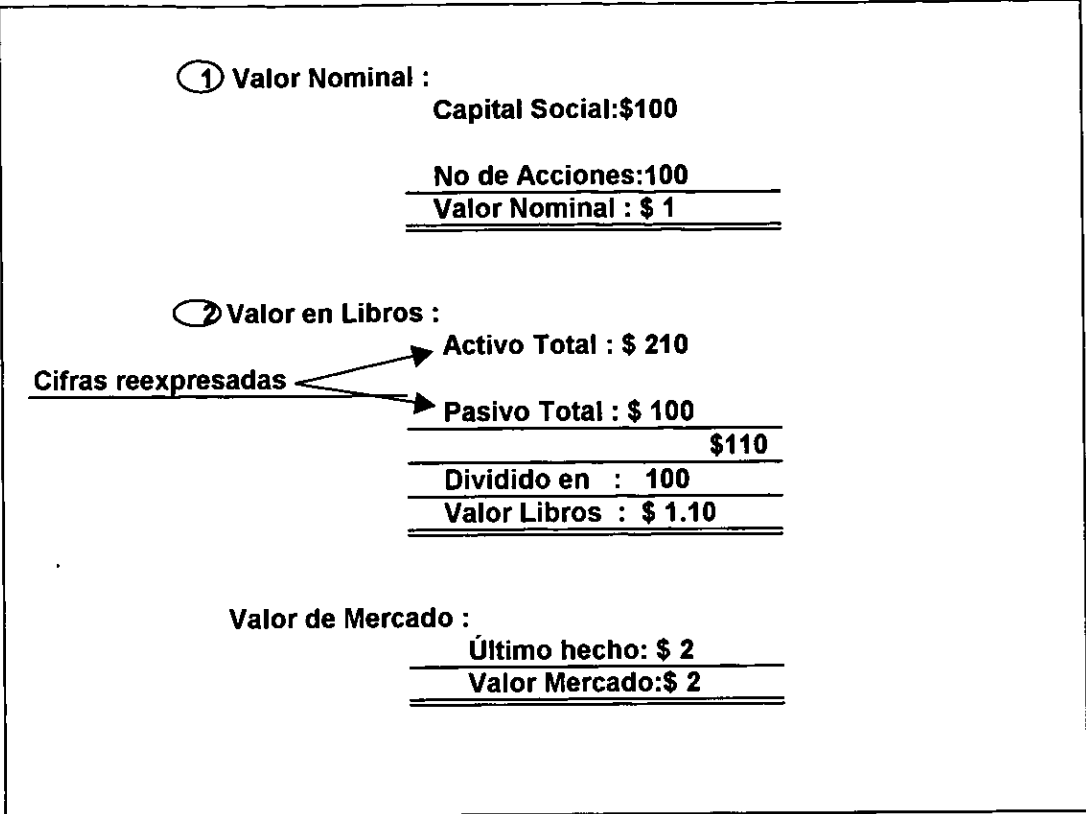 1 Valor Nominal :
Capital Social:$100
No de Acciones:100
Valor Nominal : $ 1
2 Valor en Libros :
Activo Total : $ 210
Cifras reexpresadas
Pasivo Total : $ 100
$110
Dividido en : 100
Valor Libros : $ 1.10
Valor de Mercado :
Último hecho: $ 2
Valor Mercado:$ 2